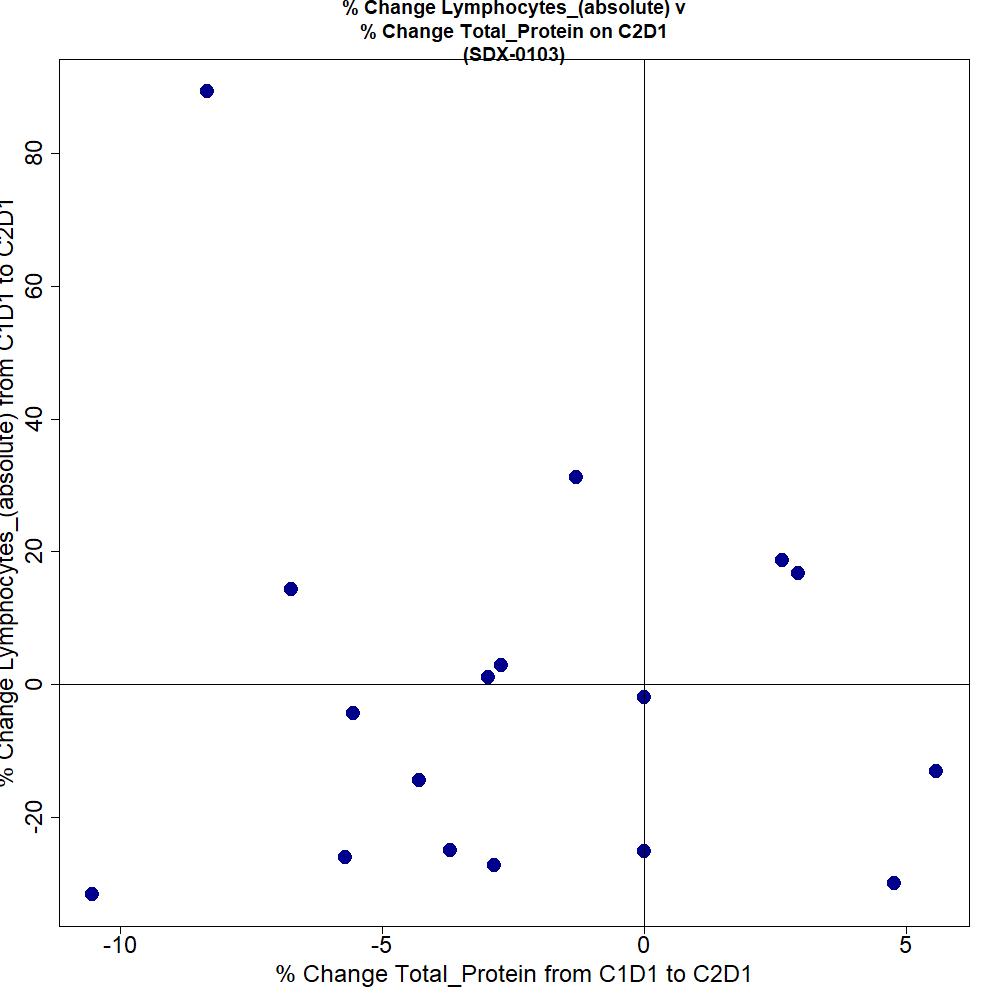 % Change Lymphocytes_(absolute) v
% Change Total_Protein on C2D1
(SDX-0103)
% Change Lymphocytes_(absolute) from C1D1 to C2D1
80
60
40
20
0
-20
-10
-5
0
5
% Change Total_Protein from C1D1 to C2D1